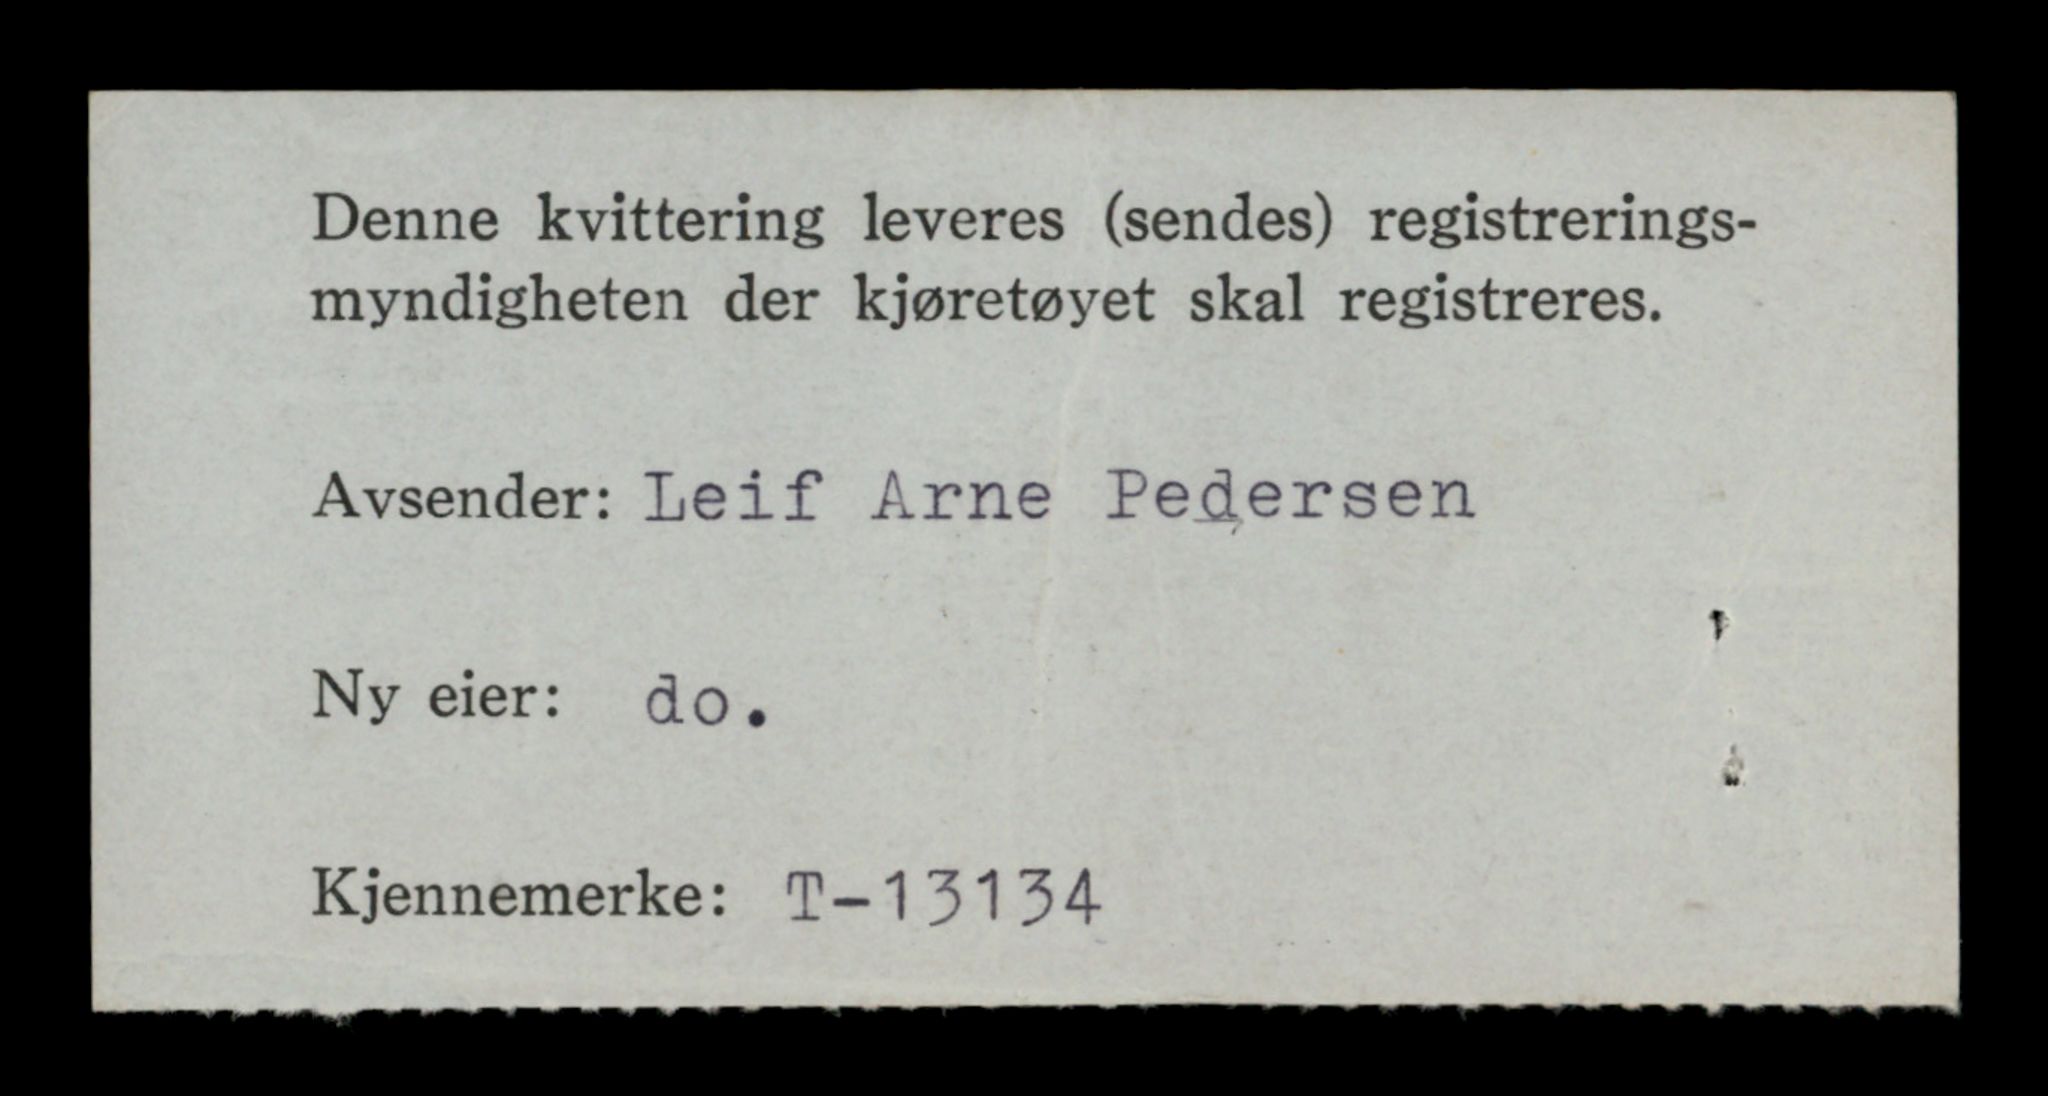 Denne kvittering leveres (sendes) registrerings-
myndigheten der kjøretøyet skal registreres.
Avsender: Leif Arne Pedersen
Ny eier: do.
Kjennemerke: T-13134